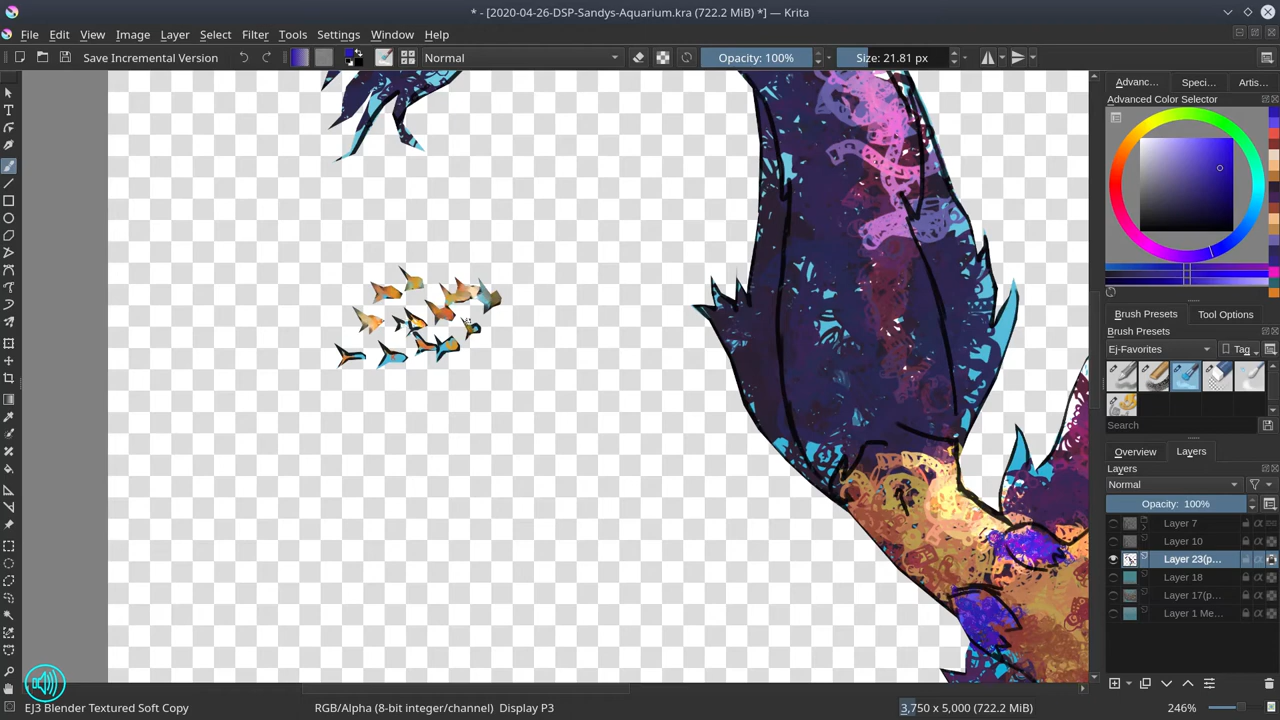 * - [2020-04-26-DSP-Sandys-Aquarium.kra (722.2 MiB) *] — Krita
File Edit View Image Layer Select Filter Tools Settings Window Help
Save Incremental Version Normal Opacity: 100% Size: 21.81 px
Advanc... Speci... Artis...
Advanced Color Selector
Brush Presets Tool Options
Brush Presets
Ej-Favorites Tag
Search
Overview Layers
Layers
Normal
Opacity: 100%
Layer 7
Layer 10
Layer 23(p...
Layer 18
Layer 17(p...
Layer 1 Me...
EJ3 Blender Textured Soft Copy RGB/Alpha (8-bit integer/channel) Display P3 3,750 x 5,000 (722.2 MiB) 246%